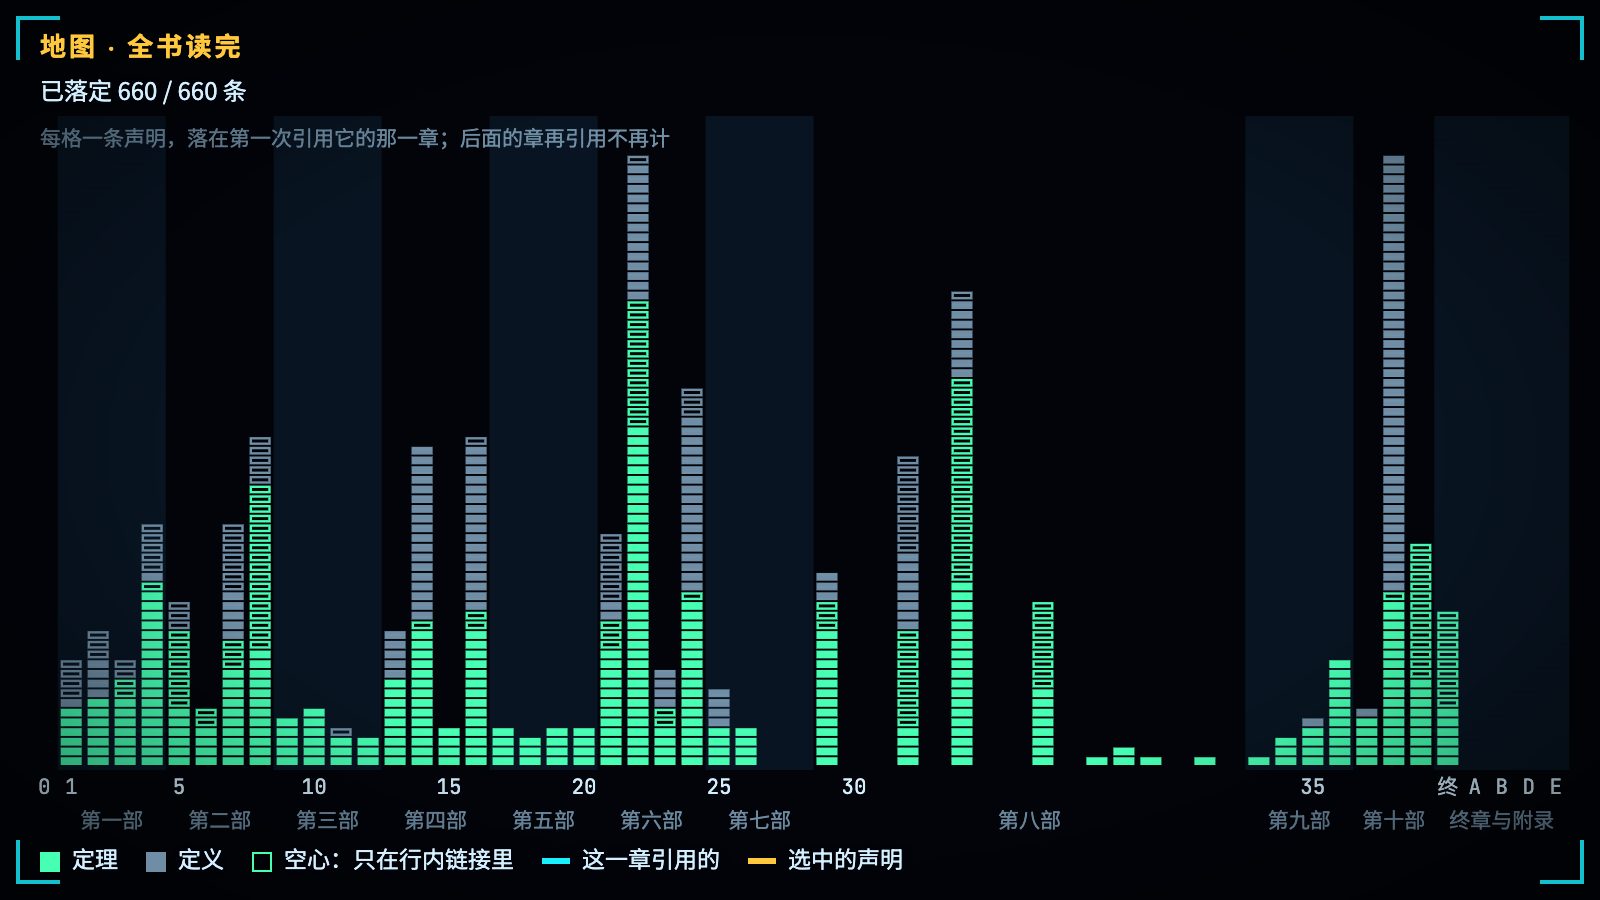 地图 · 全书读完
已落定 660 / 660 条
每格一条声明，落在第一次引用它的那一章；后面的章再引用不再计
0 1 5 10 15 20 25 30 35 终 A B D E
第一部 第二部 第三部 第四部 第五部 第六部 第七部 第八部 第九部 第十部 终章与附录
定理 定义 空心：只在行内链接里 这一章引用的 选中的声明